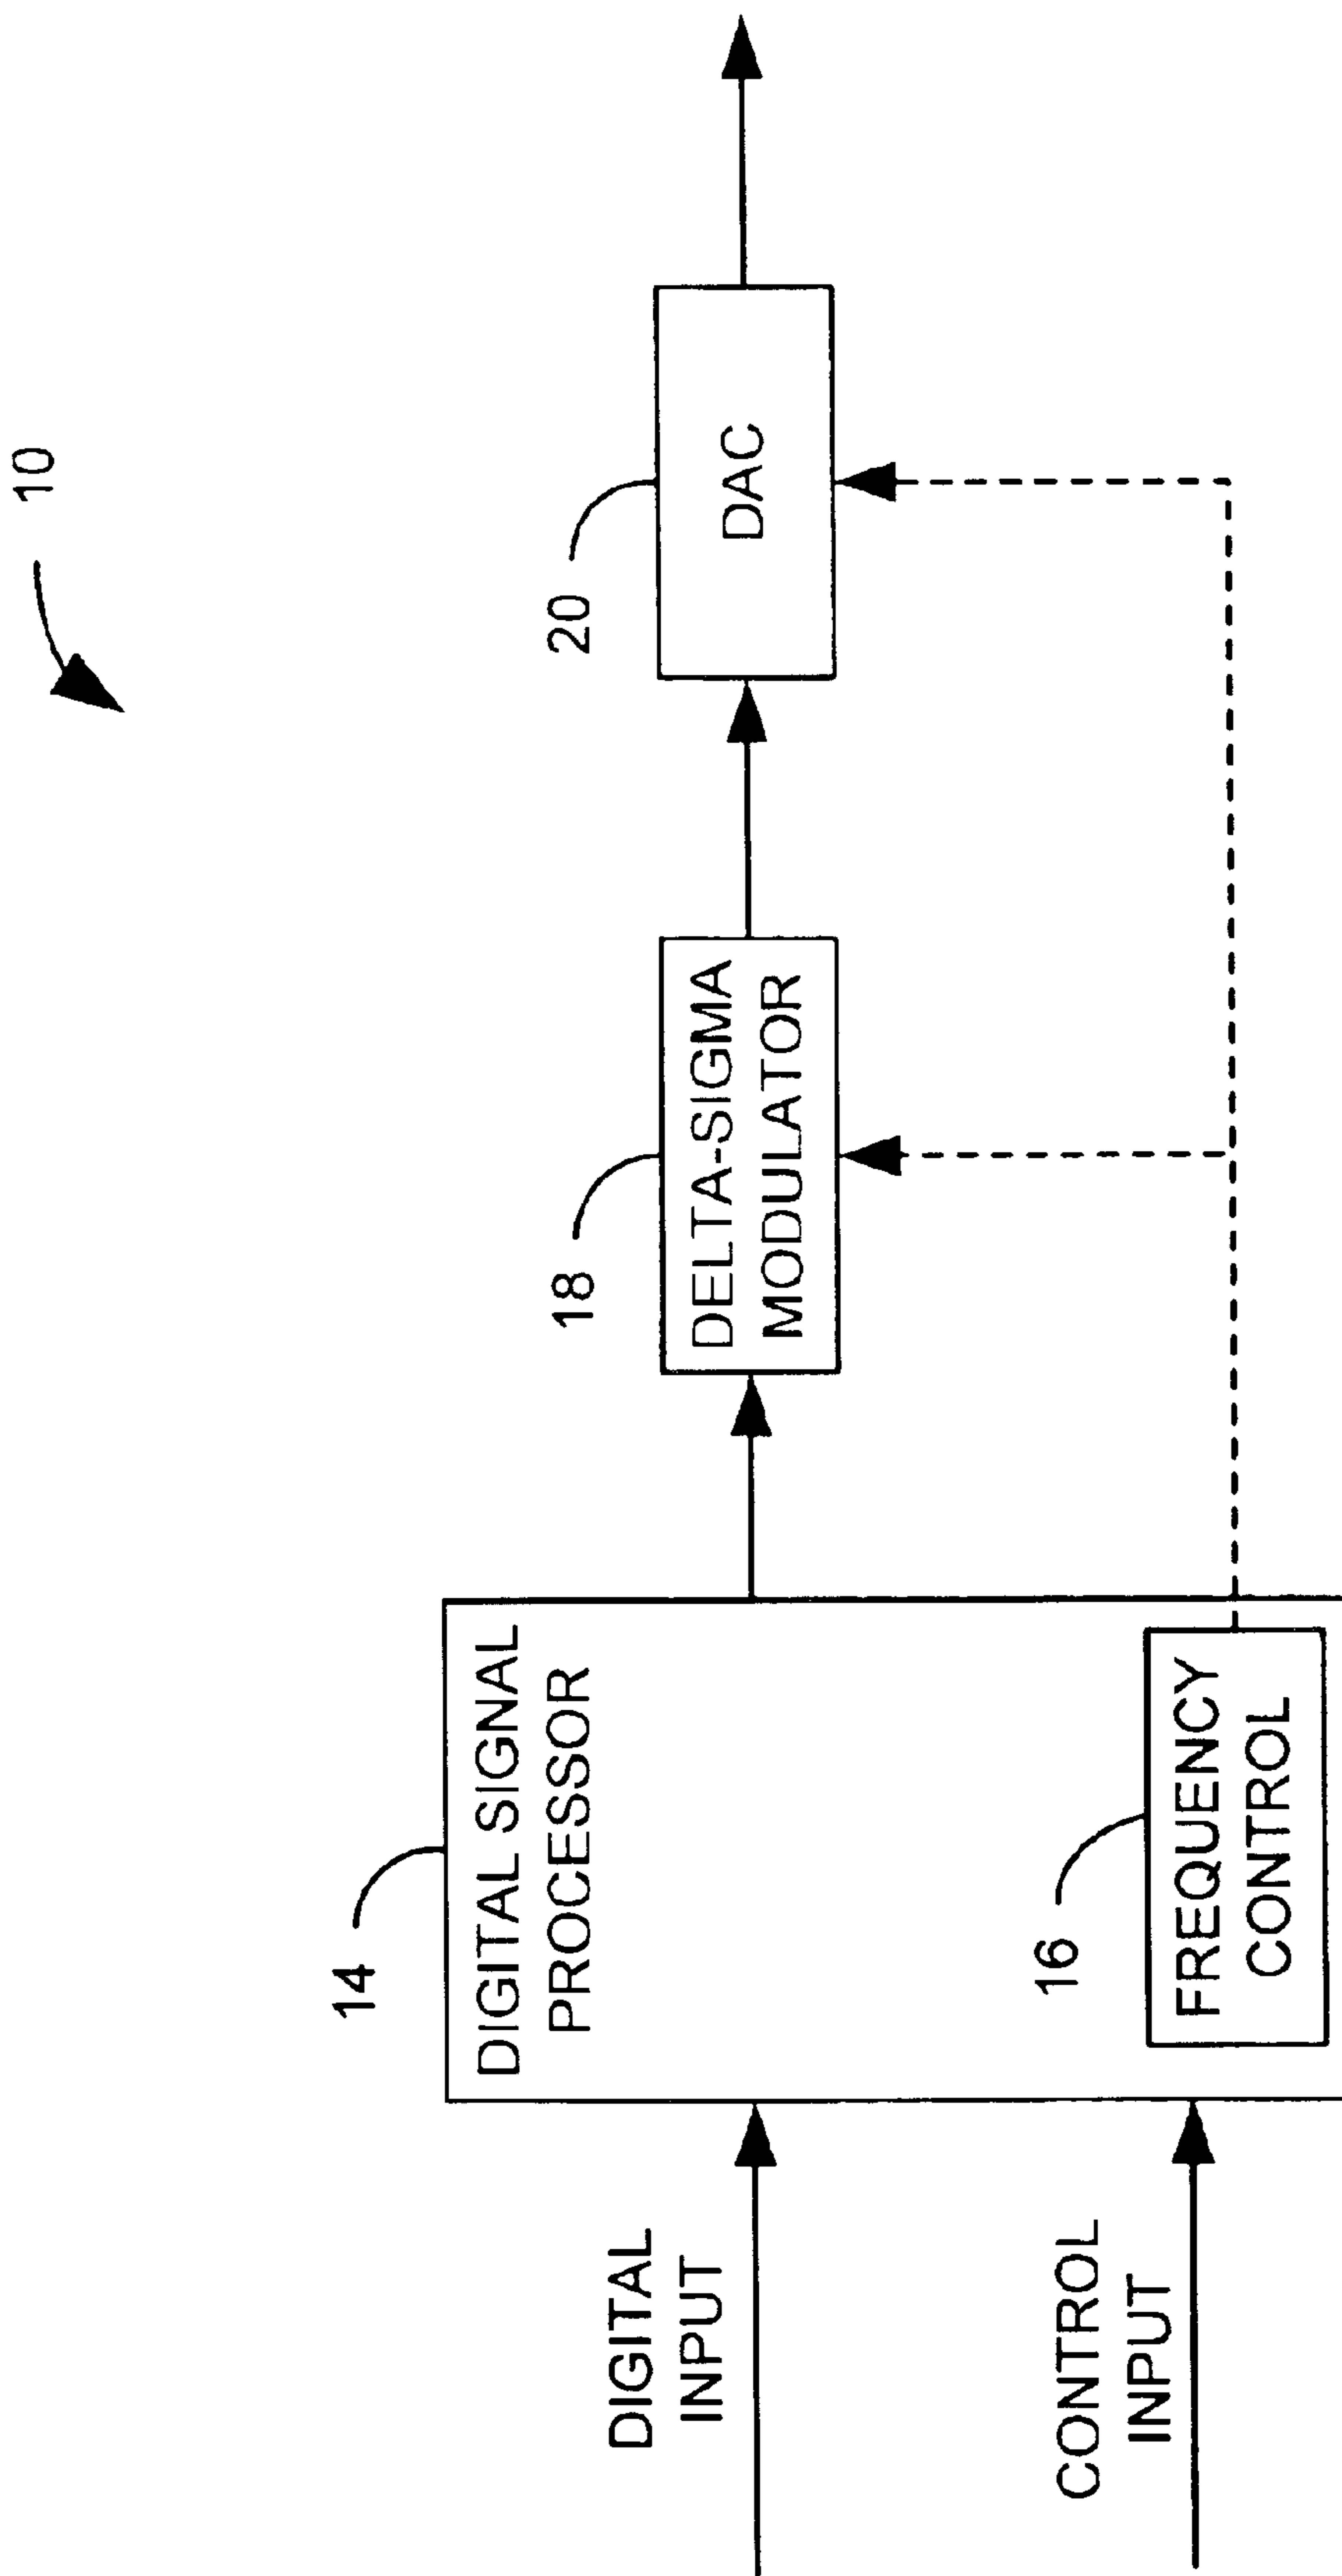 10
14
DIGITAL SIGNAL
PROCESSOR
16
FREQUENCY
CONTROL
18
DELTA-SIGMA
MODULATOR
20
DAC
DIGITAL
INPUT
CONTROL
INPUT